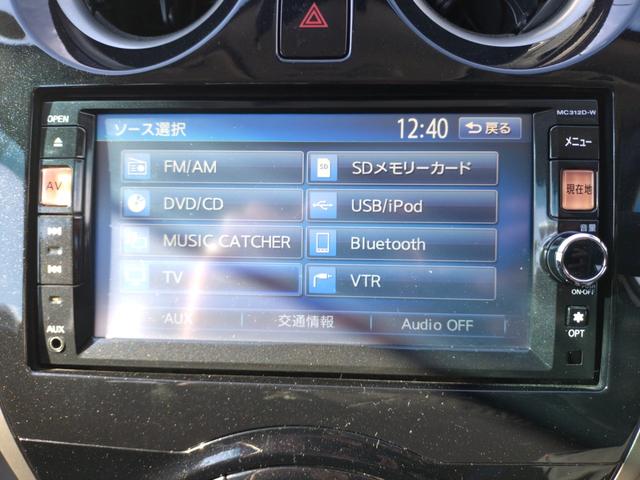 MC312D-W
OPEN
ソース選択
12:40
戻る
メニュー
AV
FM/AM
SD
SDメモリーカード
現在地
DVD/CD
USB/iPod
音量
MUSIC CATCHER
Bluetooth
TV
VTR
ON・OFF
AUX
交通情報
Audio OFF
AUX
OPT